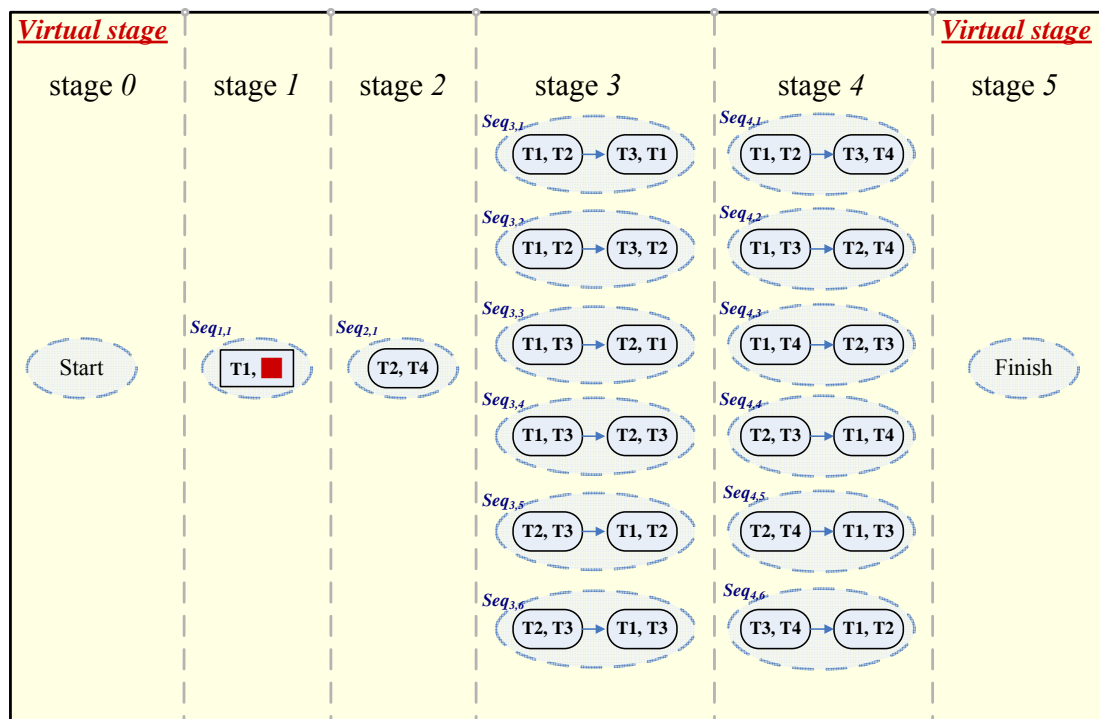 Virtual stage Virtual stage
stage 0 stage 1 stage 2 stage 3 stage 4 stage 5
Seq3,1 Seq4,1
T1, T2 T3, T1 T1, T2 T3, T4
Seq3,2 Seq4,2
T1, T2 T3, T2 T1, T3 T2, T4
Seq1,1 Seq2,1 Seq3,3 Seq4,3
T1, T3 T2, T1 T1, T4 T2, T3
Start T1, T2, T4 Finish
Seq3,4 Seq4,4
T1, T3 T2, T3 T2, T3 T1, T4
Seq3,5 Seq4,5
T2, T3 T1, T2 T2, T4 T1, T3
Seq3,6 Seq4,6
T2, T3 T1, T3 T3, T4 T1, T2